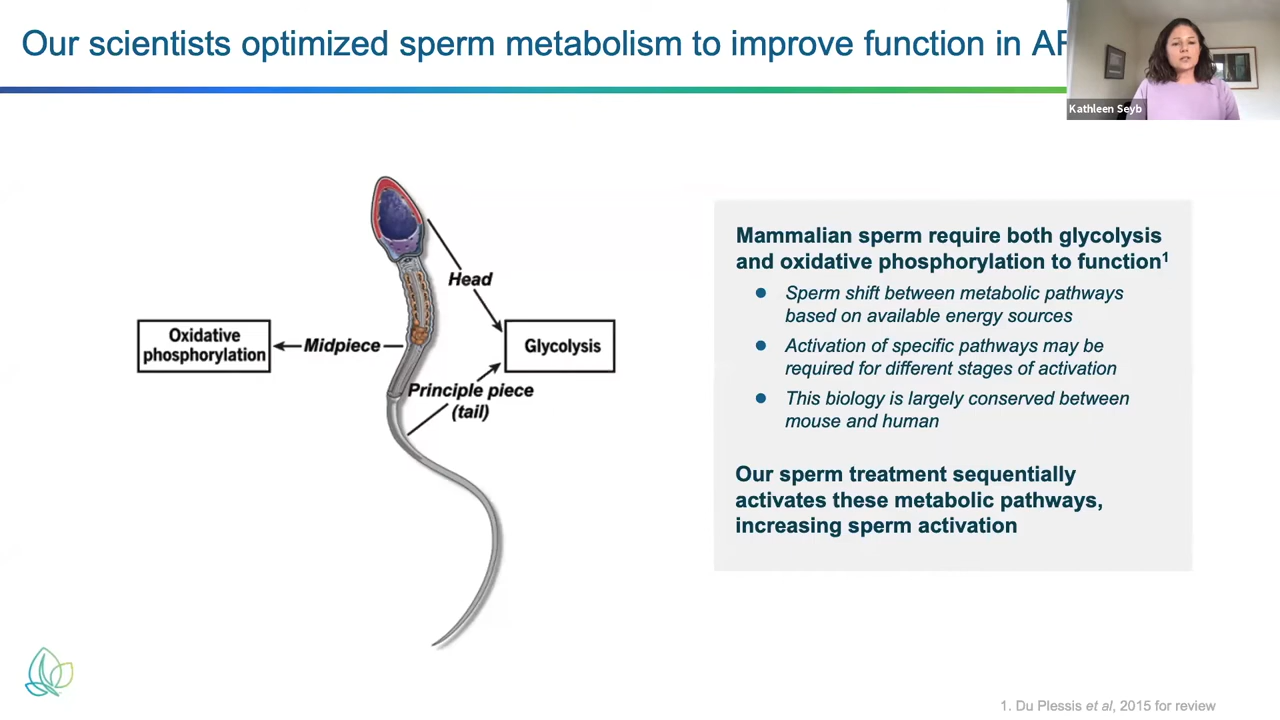 Our scientists optimized sperm metabolism to improve function in
Kathleen Seyb
Head
Oxidative
phosphorylation
Midpiece
Glycolysis
Principle piece
(tail)
Mammalian sperm require both glycolysis
and oxidative phosphorylation to function1
● Sperm shift between metabolic pathways
based on available energy sources
● Activation of specific pathways may be
required for different stages of activation
● This biology is largely conserved between
mouse and human
Our sperm treatment sequentially
activates these metabolic pathways,
increasing sperm activation
1. Du Plessis et al, 2015 for review